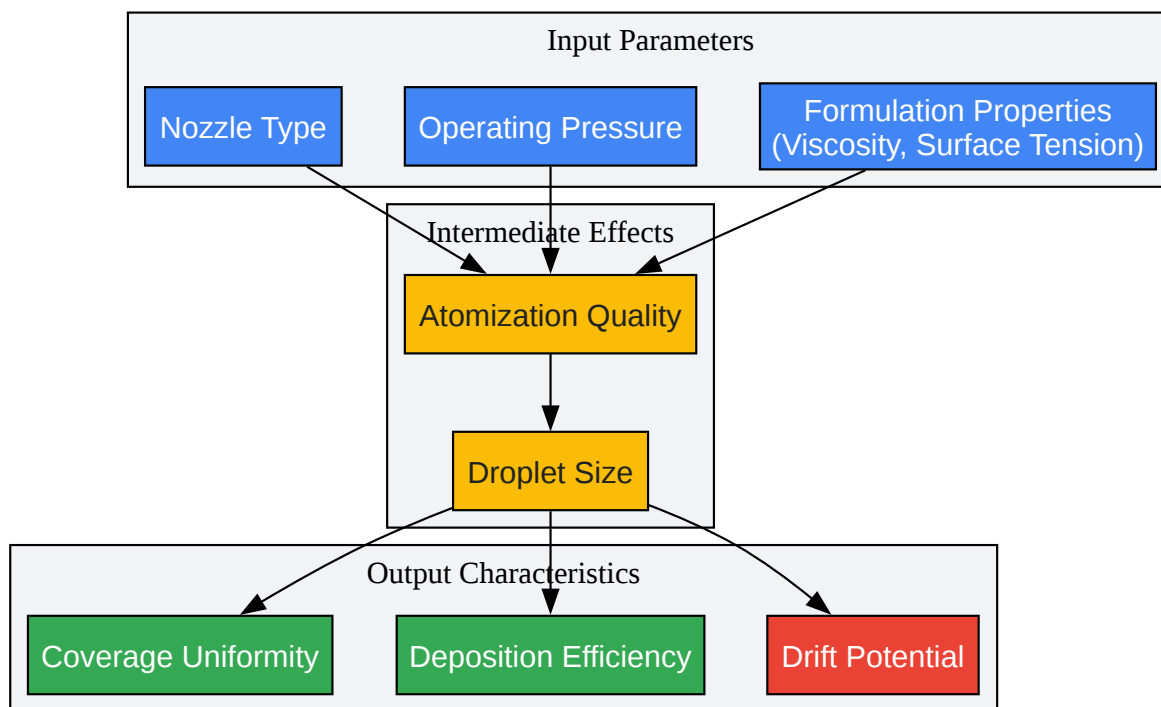 Input Parameters
Nozzle Type
Operating Pressure
Formulation Properties
(Viscosity, Surface Tension)
Intermediate Effects
Atomization Quality
Droplet Size
Output Characteristics
Coverage Uniformity
Deposition Efficiency
Drift Potential